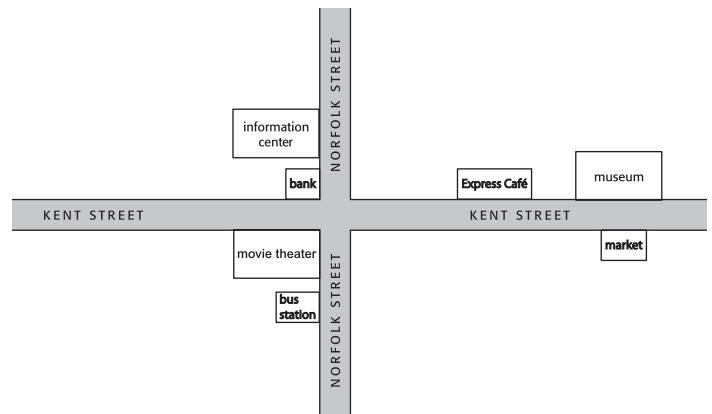 NORFOLK STREET
information
center
bank
Express Café
museum
KENT STREET
KENT STREET
movie theater
market
bus
station
NORFOLK STREET